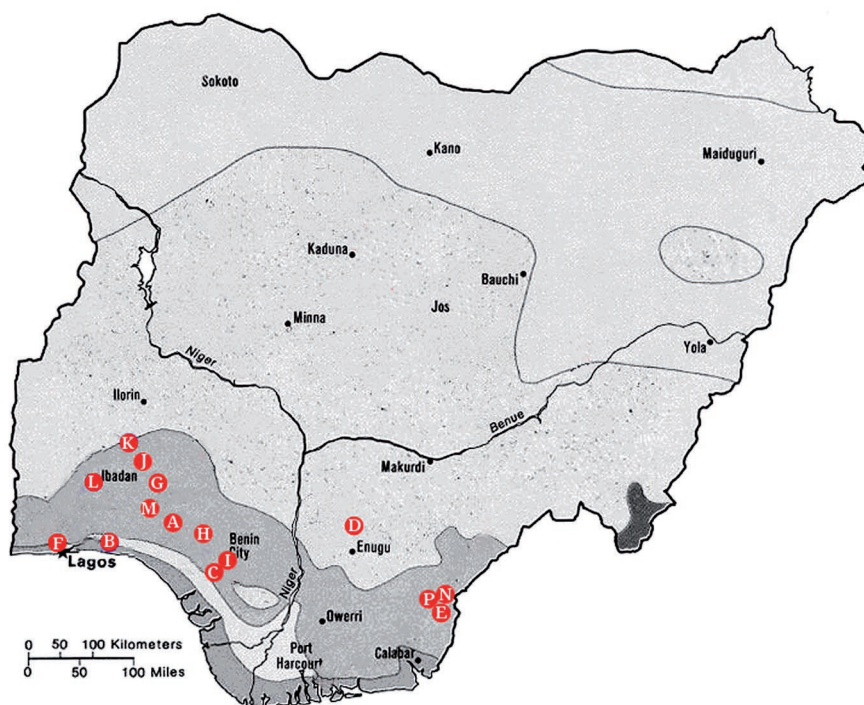 Sokoto
Kano
Maiduguri
Kaduna
Bauchi
Jos
Minna
Yola
Niger
Benue
Ilorin
K
J
Makurdi
L
Ibadan
G
M
A
D
H
Benin
City
Enugu
F
B
Lagos
I
C
Niger
N
P
E
Owerri
0 50 100 Kilometers
0 50 100 Miles
Port
Harcourt
Calabar